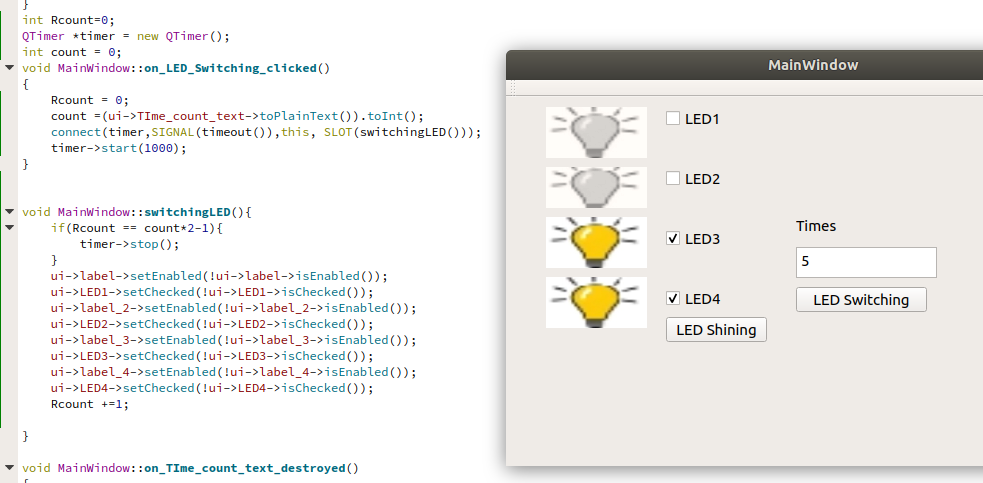 }
int Rcount=0;
QTimer *timer = new QTimer();
int count = 0;
void MainWindow::on_LED_Switching_clicked()
{
    Rcount = 0;
    count =(ui->TIme_count_text->toPlainText()).toInt();
    connect(timer,SIGNAL(timeout()),this, SLOT(switchingLED()));
    timer->start(1000);
}
void MainWindow::switchingLED(){
    if(Rcount == count*2-1){
        timer->stop();
    }
    ui->label->setEnabled(!ui->label->isEnabled());
    ui->LED1->setChecked(!ui->LED1->isChecked());
    ui->label_2->setEnabled(!ui->label_2->isEnabled());
    ui->LED2->setChecked(!ui->LED2->isChecked());
    ui->label_3->setEnabled(!ui->label_3->isEnabled());
    ui->LED3->setChecked(!ui->LED3->isChecked());
    ui->label_4->setEnabled(!ui->label_4->isEnabled());
    ui->LED4->setChecked(!ui->LED4->isChecked());
    Rcount +=1;
}
void MainWindow::on_TIme_count_text_destroyed()
{
MainWindow
LED1
LED2
LED3
LED4
LED Shining
Times
5
LED Switching